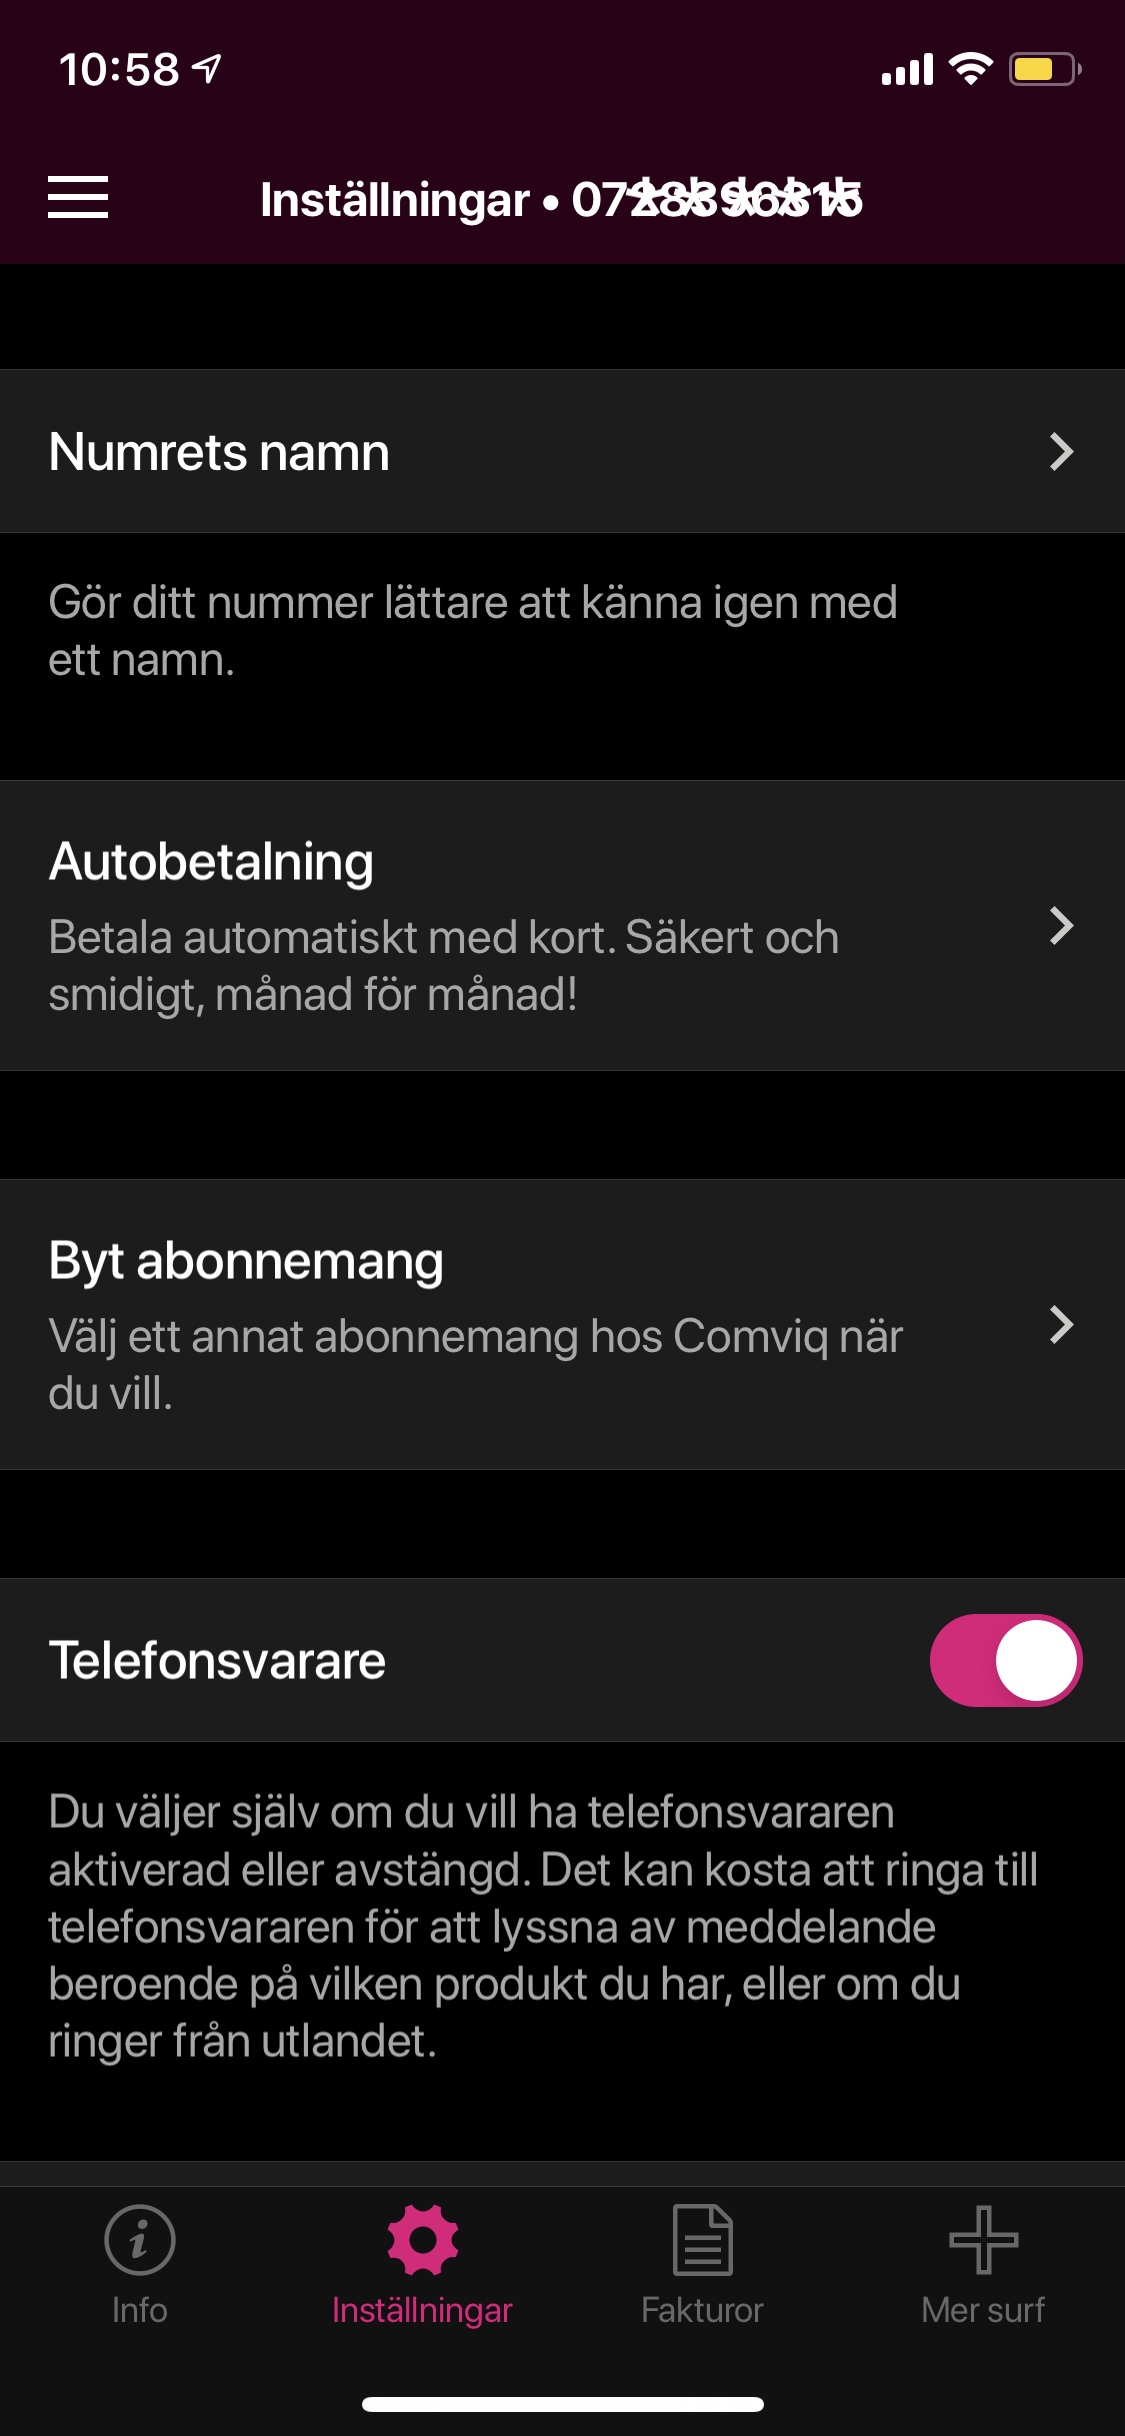 10:58
Inställningar • 07
Numrets namn
Gör ditt nummer lättare att känna igen med
ett namn.
Autobetalning
Betala automatiskt med kort. Säkert och
smidigt, månad för månad!
Byt abonnemang
Välj ett annat abonnemang hos Comviq när
du vill.
Telefonsvarare
Du väljer själv om du vill ha telefonsvararen
aktiverad eller avstängd. Det kan kosta att ringa till
telefonsvararen för att lyssna av meddelande
beroende på vilken produkt du har, eller om du
ringer från utlandet.
Info
Inställningar
Fakturor
Mer surf